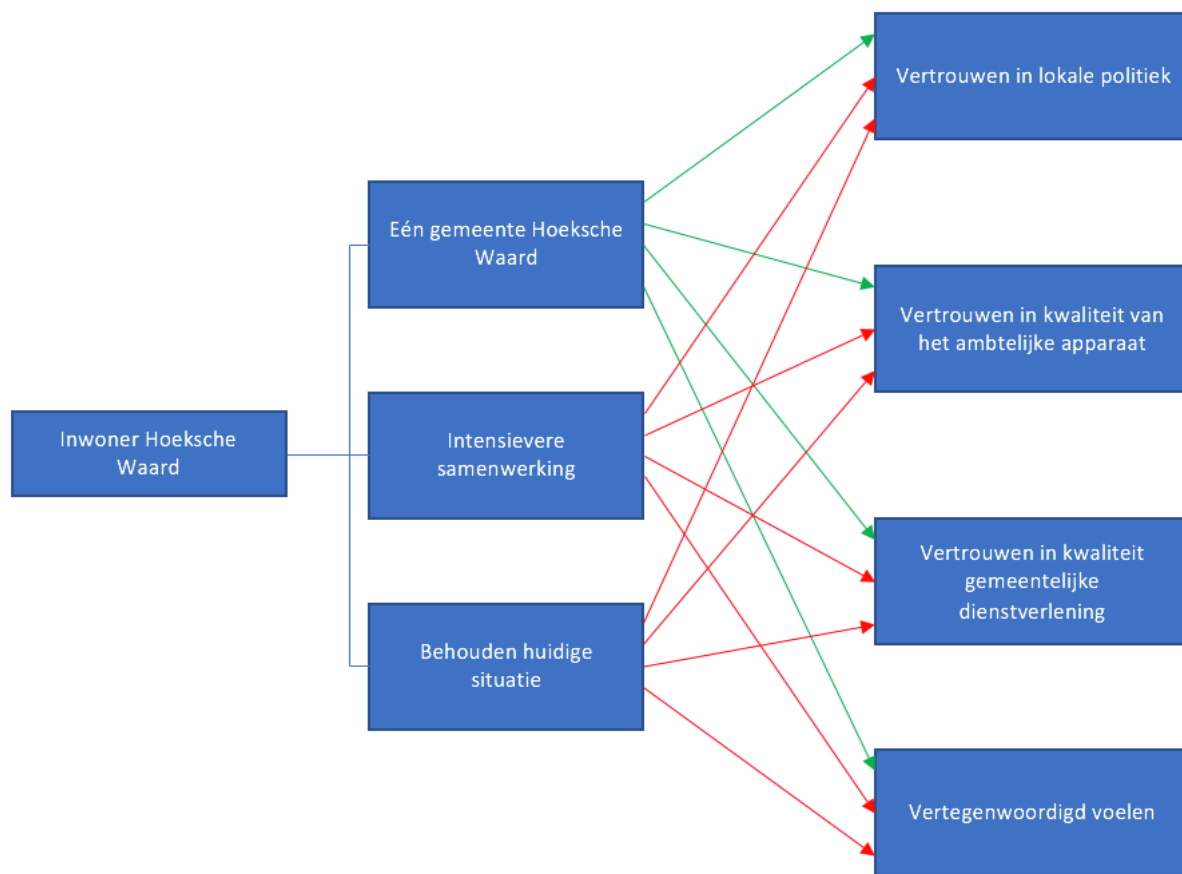 Inwoner Hoeksche
Waard
Eén gemeente Hoeksche
Waard
Intensievere
samenwerking
Behouden huidige
situatie
Vertrouwen in lokale politiek
Vertrouwen in kwaliteit van
het ambtelijke apparaat
Vertrouwen in kwaliteit
gemeentelijke
dienstverlening
Vertegenwoordigd voelen